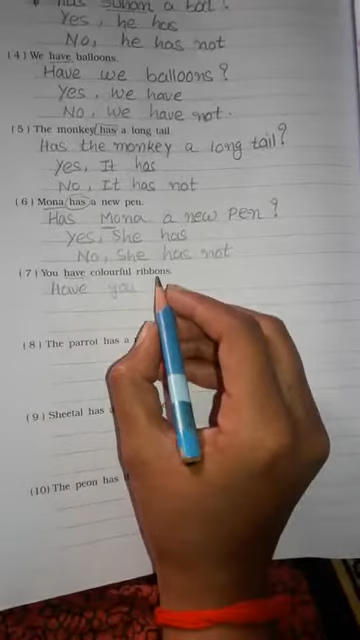 has Suham a bat?
Yes, he has
No, he has not
(4) We have balloons.
Have we balloons?
Yes, we have
No, we have not.
(5) The monkey has a long tail
Has the monkey a long tail?
Yes, It has
No, It has not
(6) Mona has a new pen.
Has Mona a new pen?
Yes, She has
No, She has not
(7) You have colourful ribbons.
Have you
(8) The parrot has a
(9) Sheetal has
(10) The peon has